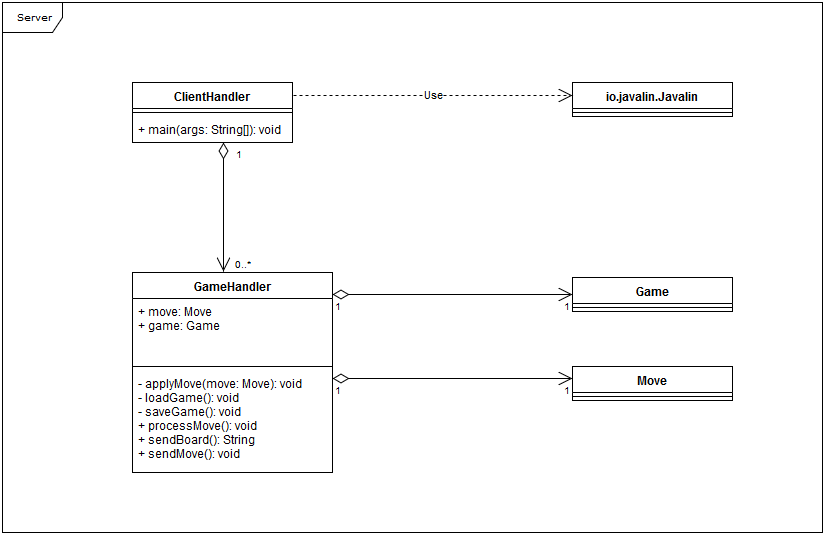 Server
ClientHandler
+ main(args: String[]): void
Use
io.javalin.Javalin
1
0..*
GameHandler
+ move: Move
+ game: Game
- applyMove(move: Move): void
- loadGame(): void
- saveGame(): void
+ processMove(): void
+ sendBoard(): String
+ sendMove(): void
1
1
Game
1
1
Move